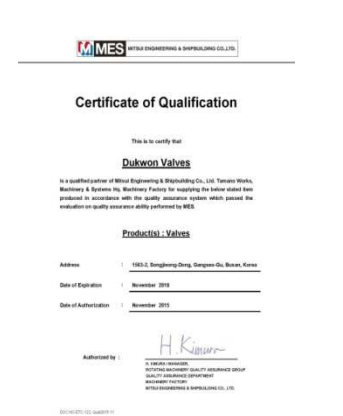 MES MITSUI ENGINEERING & SHIPBUILDING CO., LTD.
Certificate of Qualification
This is to certify that
Dukwon Valves
is a qualified partner of Mitsui Engineering & Shipbuilding Co., Ltd. Tamano Works,
Machinery & Systems Hq, Machinery Factory for supplying the below stated item
produced in accordance with the quality assurance system which passed the
evaluation on quality assurance ability performed by MES.
Product(s) : Valves
Address : 1563-2, Songjeong-Dong, Gangseo-Gu, Busan, Korea
Date of Expiration : November 2018
Date of Authorization : November 2015
H. Kimura
Authorized by :
H. KIMURA / MANAGER,
ROTATING MACHINERY QUALITY ASSURANCE GROUP
QUALITY ASSURANCE DEPARTMENT
MACHINERY FACTORY
MITSUI ENGINEERING & SHIPBUILDING CO., LTD.